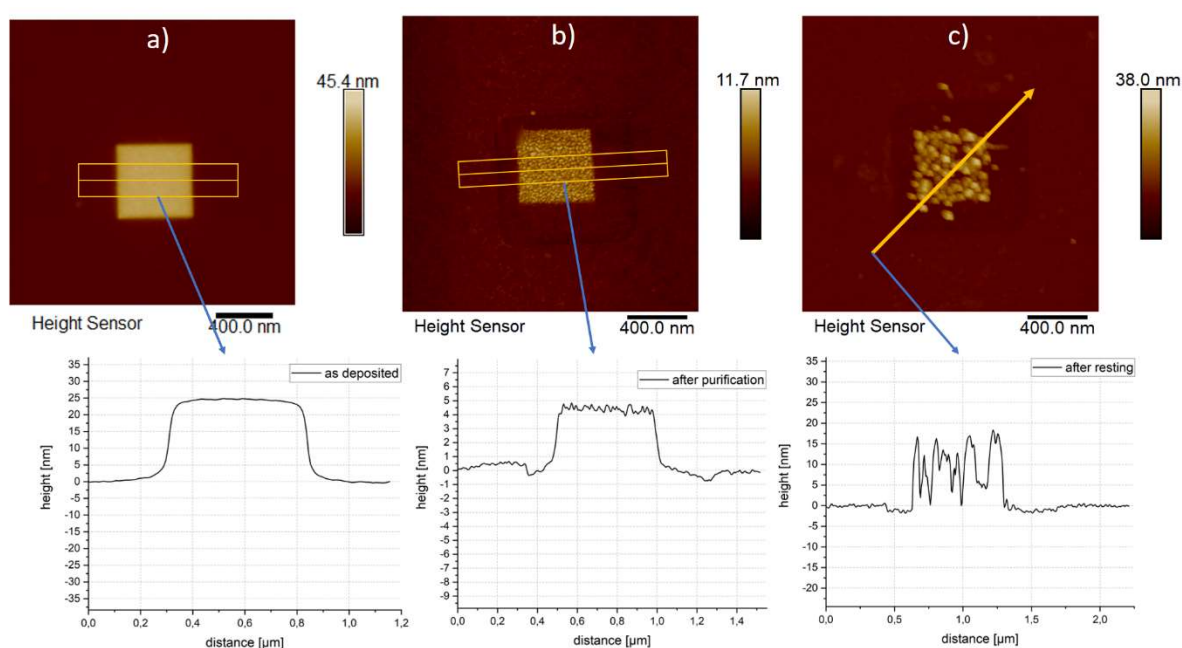 a)
45.4 nm
Height Sensor
400.0 nm
b)
11.7 nm
Height Sensor
400.0 nm
c)
38.0 nm
Height Sensor
400.0 nm
as deposited
height [nm]
35
30
25
20
15
10
5
0
-5
-10
-15
-20
-25
-30
-35
0,0 0,2 0,4 0,6 0,8 1,0 1,2
distance [µm]
after purification
height [nm]
7
6
5
4
3
2
1
0
-1
-2
-3
-4
-5
-6
-7
-8
-9
0,0 0,2 0,4 0,6 0,8 1,0 1,2 1,4
distance [µm]
after resting
height [nm]
35
30
25
20
15
10
5
0
-5
-10
-15
-20
0,0 0,5 1,0 1,5 2,0
distance [µm]